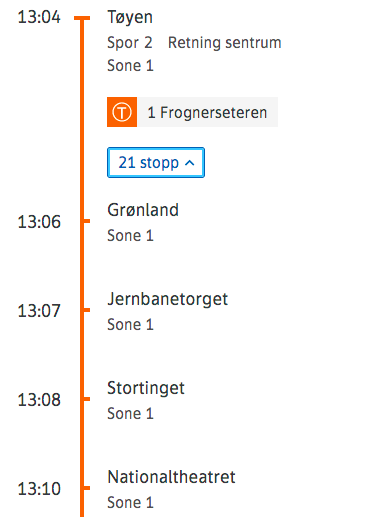 13:04 Tøyen
Spor 2 Retning sentrum
Sone 1
T 1 Frognerseteren
21 stopp
Grønland
13:06
Sone 1
Jernbanetorget
13:07
Sone 1
Stortinget
13:08
Sone 1
Nationaltheatret
13:10
Sone 1